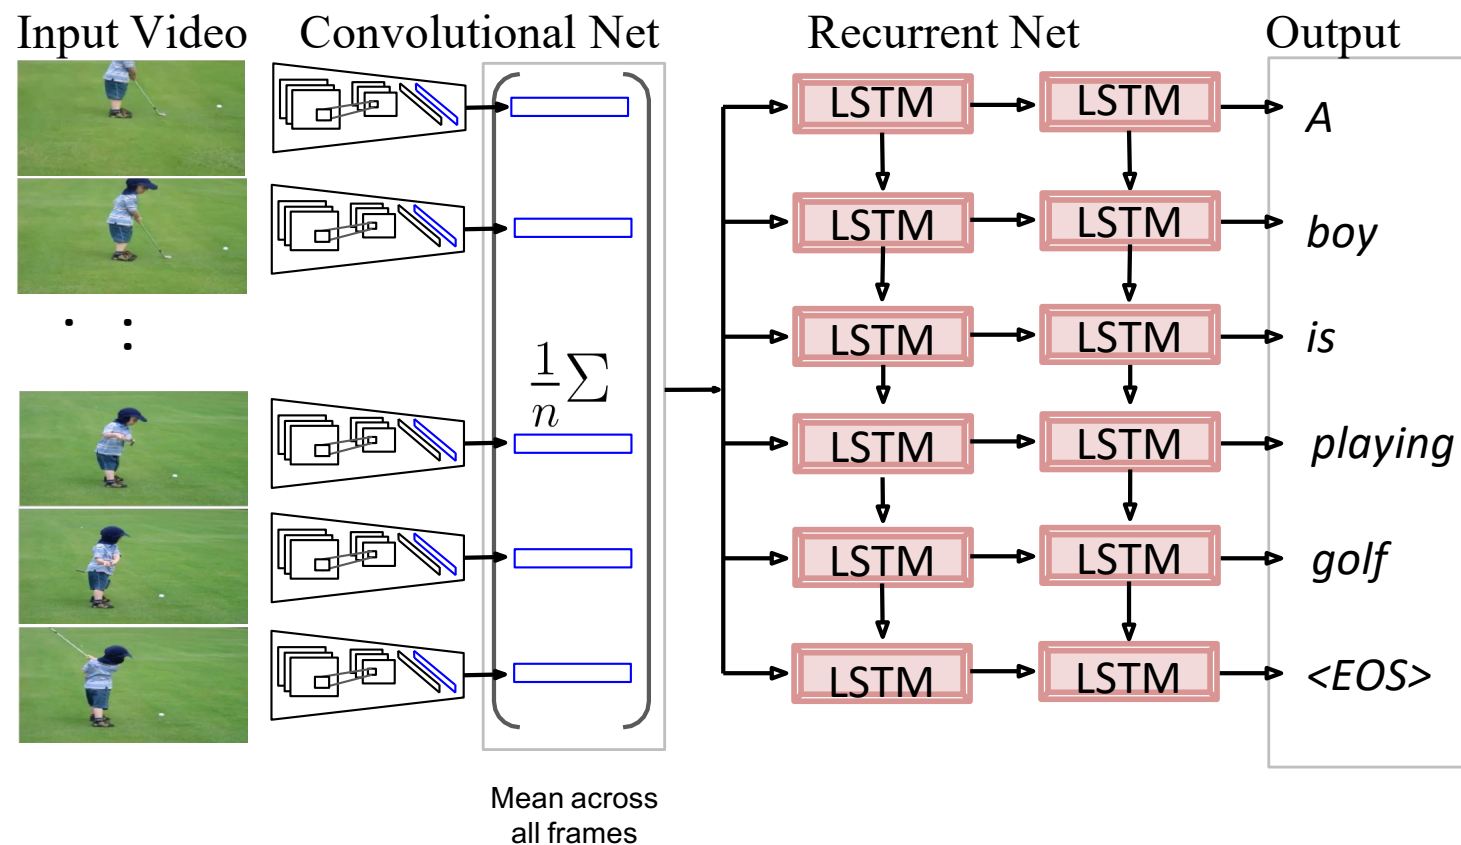 Input Video Convolutional Net Recurrent Net Output
LSTM LSTM A
LSTM LSTM boy
LSTM LSTM is
1/n Σ
LSTM LSTM playing
LSTM LSTM golf
LSTM LSTM <EOS>
Mean across
all frames